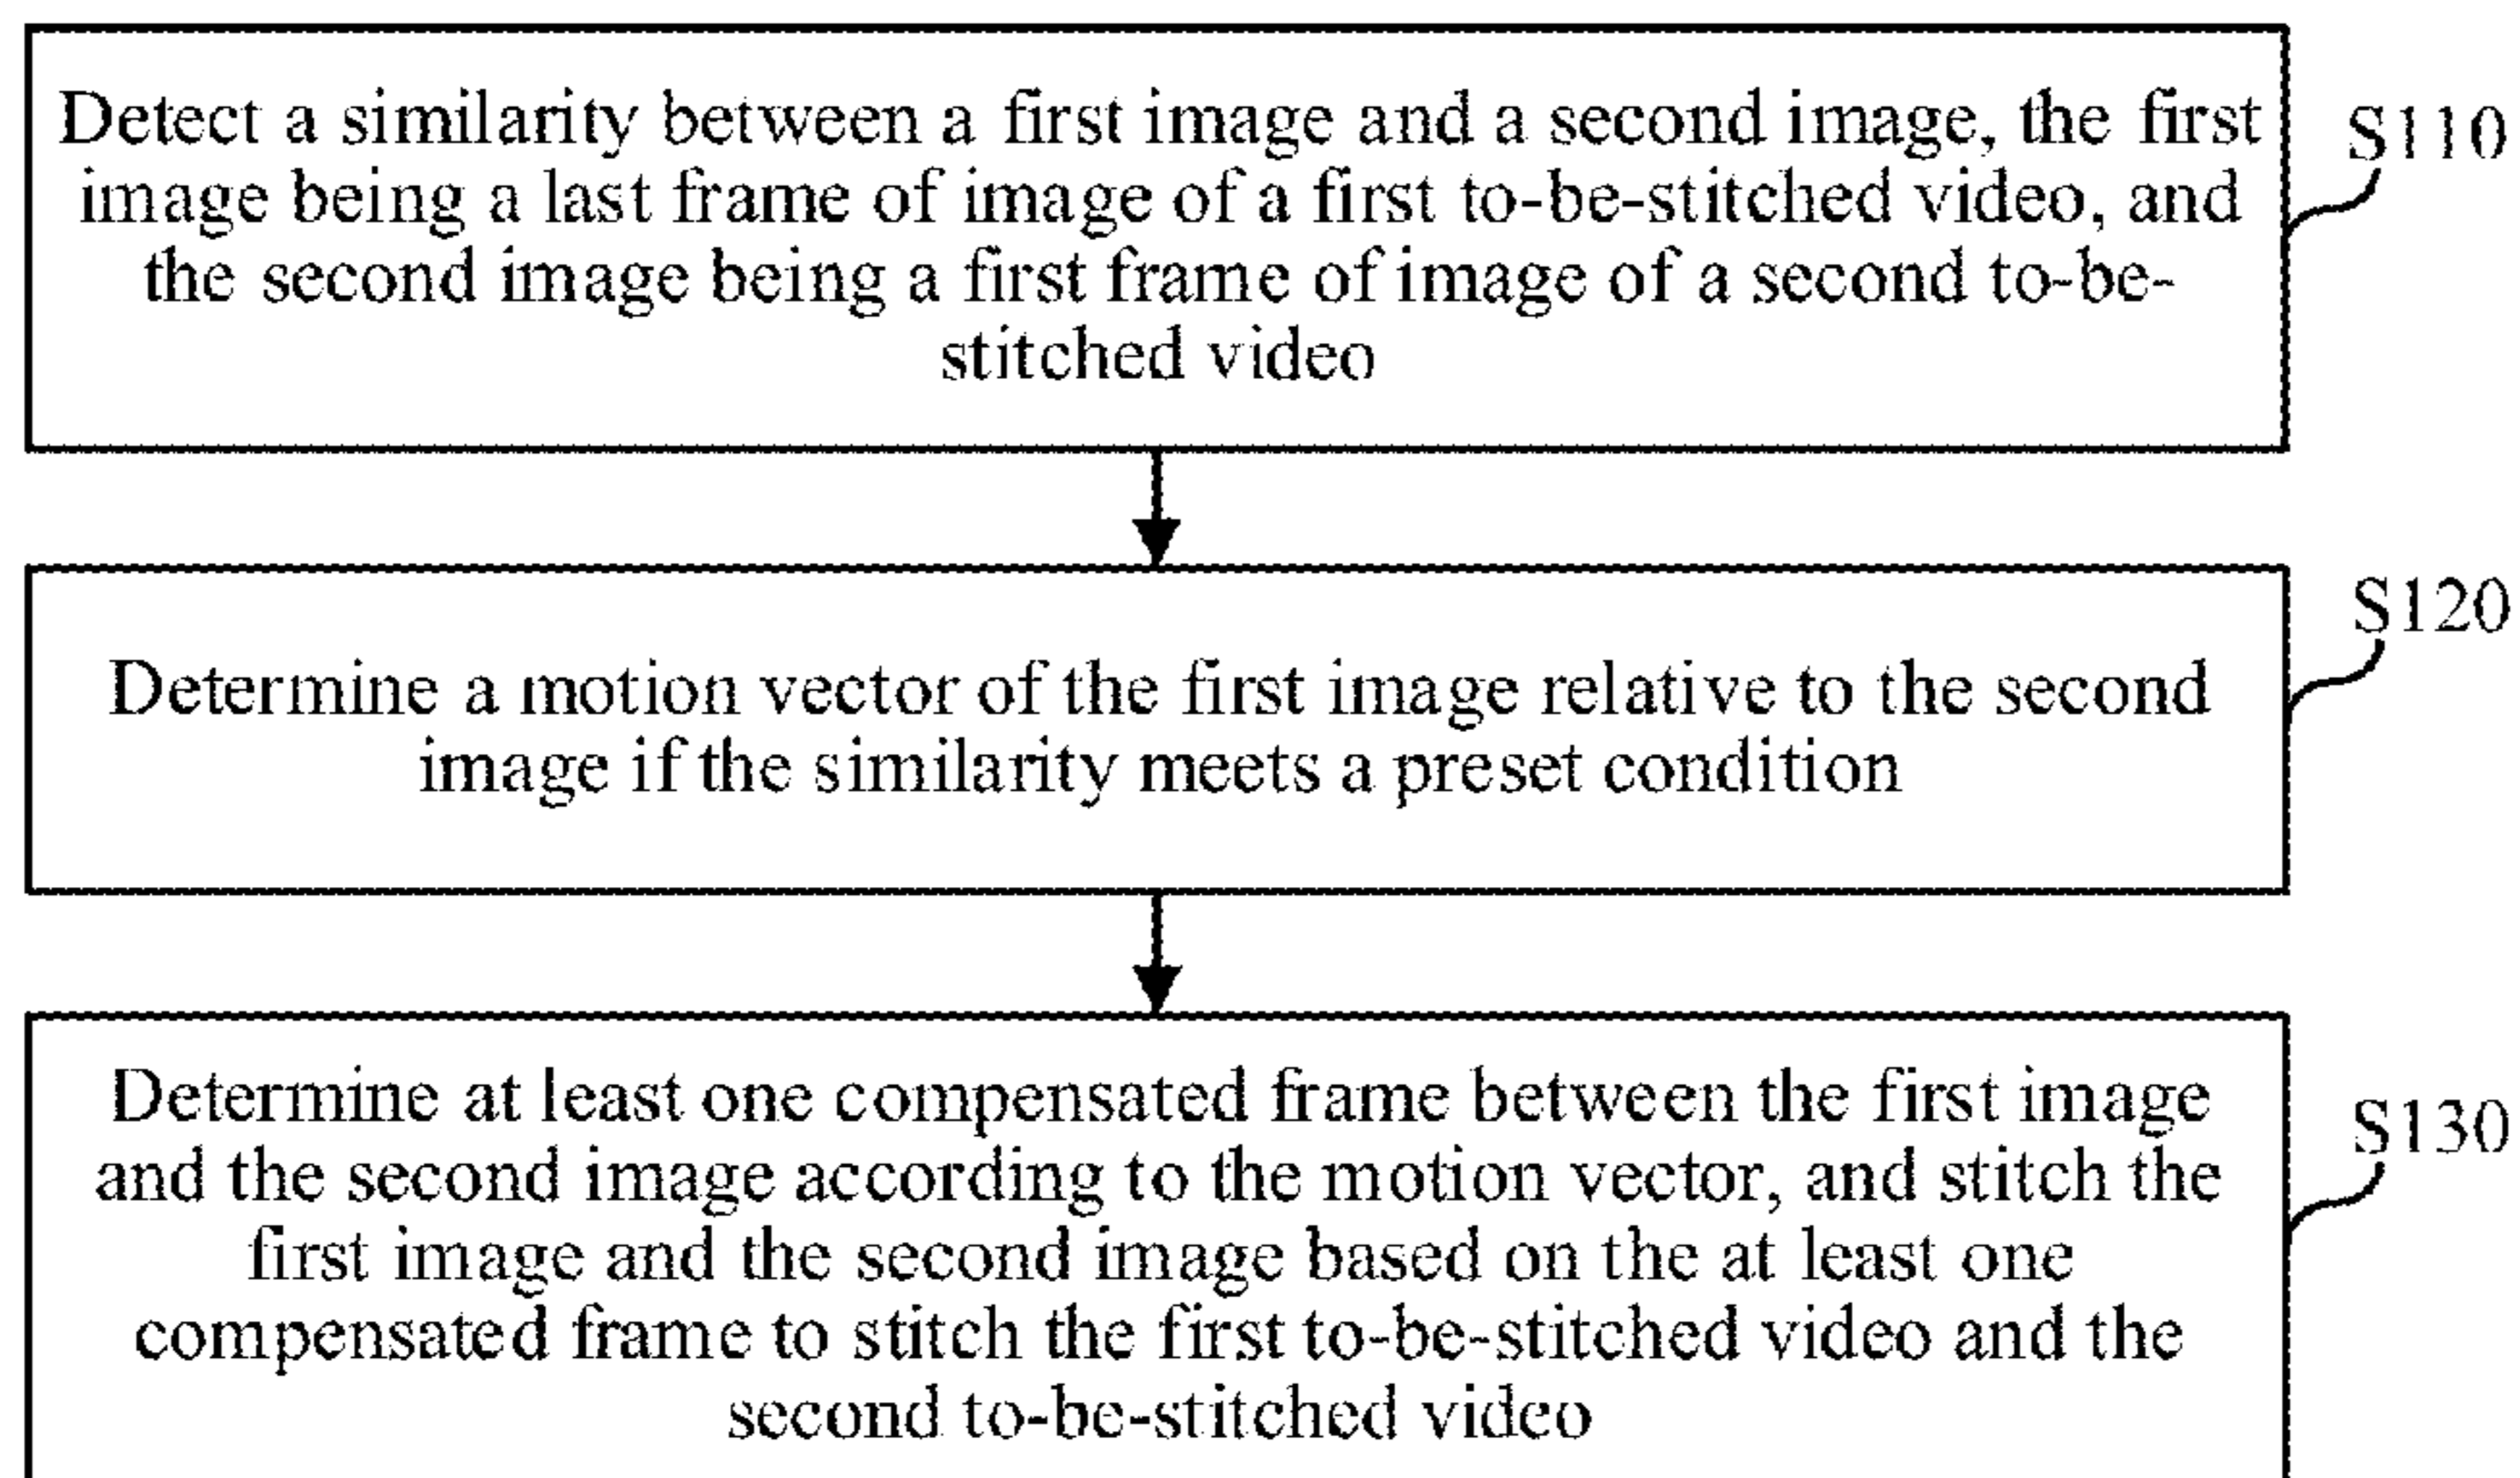 Detect a similarity between a first image and a second image, the first
image being a last frame of image of a first to-be-stitched video, and
the second image being a first frame of image of a second to-be-
stitched video
S110
Determine a motion vector of the first image relative to the second
image if the similarity meets a preset condition
S120
Determine at least one compensated frame between the first image
and the second image according to the motion vector, and stitch the
first image and the second image based on the at least one
compensated frame to stitch the first to-be-stitched video and the
second to-be-stitched video
S130